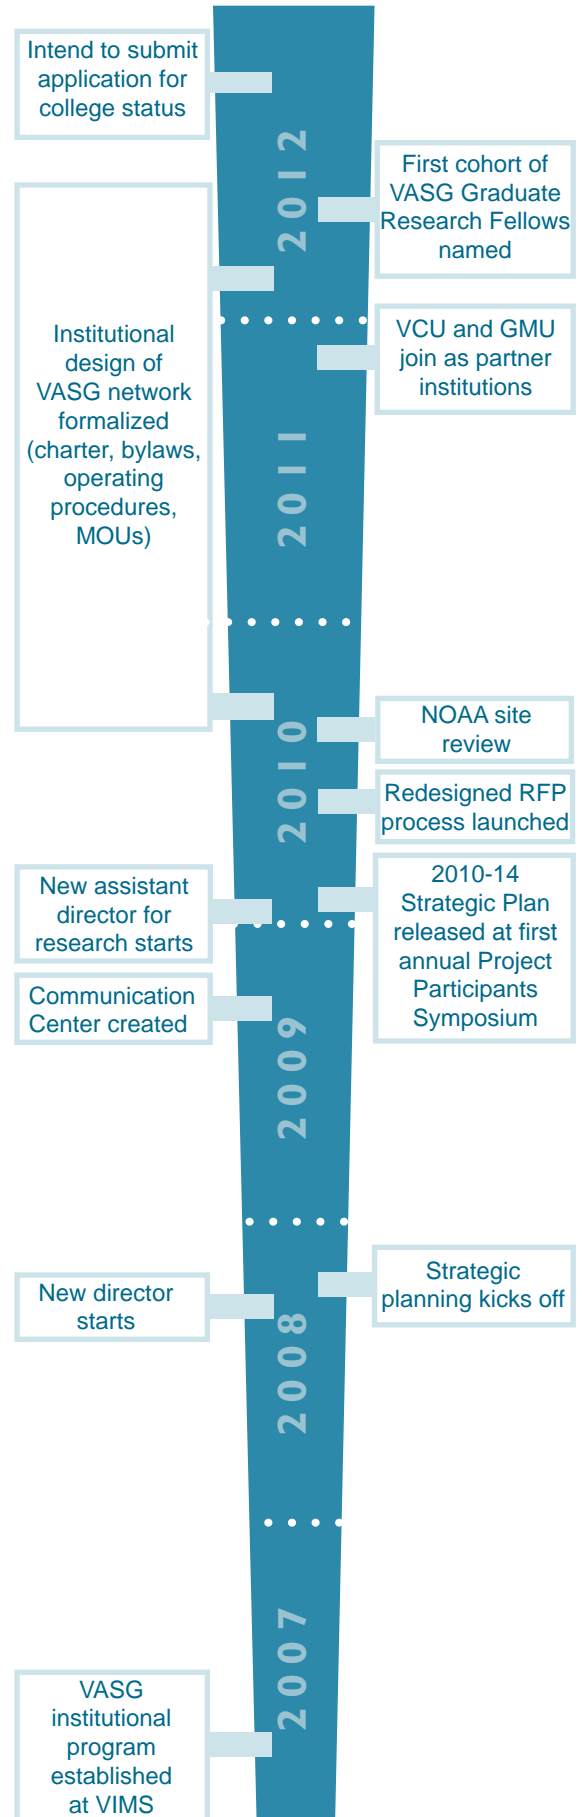 Intend to submit
application for
college status
2012
First cohort of
VASG Graduate
Research Fellows
named
Institutional
design of
VASG network
formalized
(charter, bylaws,
operating
procedures,
MOUs)
VCU and GMU
join as partner
institutions
2011
NOAA site
review
2010
Redesigned RFP
process launched
New assistant
director for
research starts
2010-14
Strategic Plan
released at first
annual Project
Participants
Symposium
Communication
Center created
2009
Strategic
planning kicks off
New director
starts
2008
2007
VASG
institutional
program
established
at VIMS